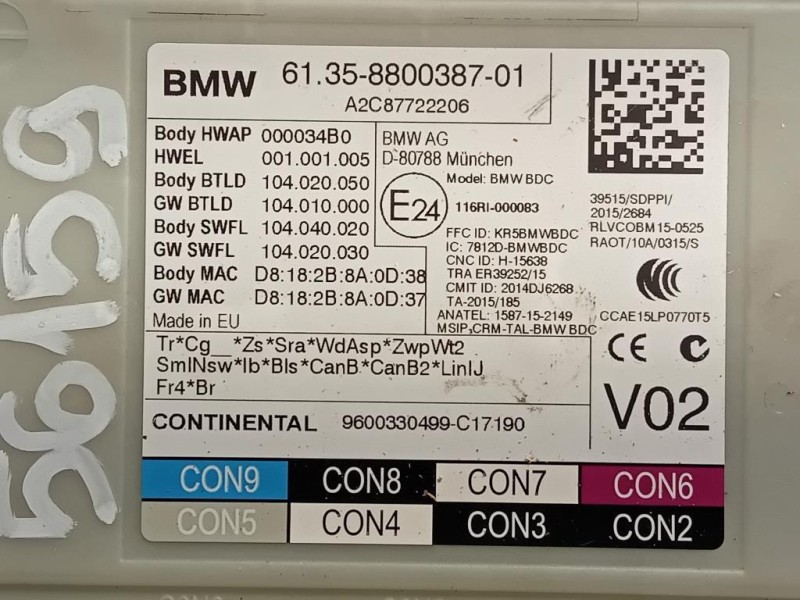 BMW 61.35-8800387-01
A2C87722206
Body HWAP 000034B0
HWEL 001.001.005
Body BTLD 104.020.050
GW BTLD 104.010.000
Body SWFL 104.040.020
GW SWFL 104.020.030
Body MAC D8:18:2B:8A:0D:38
GW MAC D8:18:2B:8A:0D:37
Made in EU
BMW AG
D-80788 München
Model: BMW BDC
E24 116RI-000083
FFC ID: KR5BMWBDC
IC: 7812D-BMWBDC
CNC ID: H-15638
TRA ER39252/15
CMIT ID: 2014DJ6268
TA-2015/185
ANATEL: 1587-15-2149
MSIP-CRM-TAL-BMW BDC
39515/SDPPI/
2015/2684
RLVCOBM15-0525
RAOT/10A/0315/S
CCAE15LP0770T5
CE
Tr*Cg__*Zs*Sra*WdAsp*ZwpWt2
SmlNsw*Ib*Bls*CanB*CanB2*LinIJ
Fr4*Br
V02
CONTINENTAL 9600330499-C17190
CON9 CON8 CON7 CON6
CON5 CON4 CON3 CON2
56159